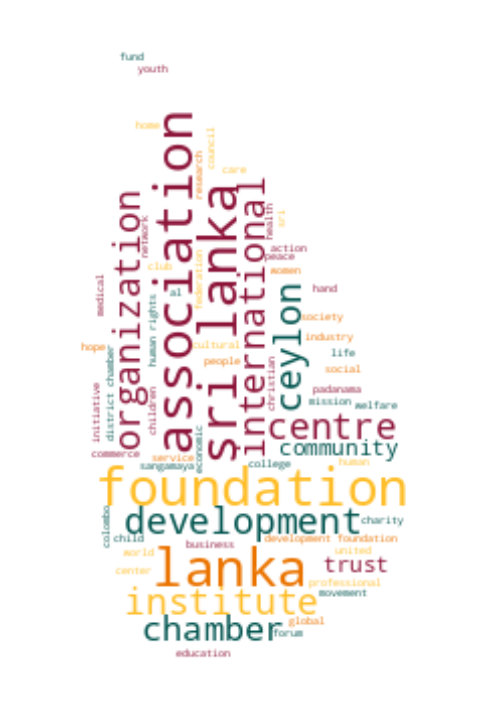 fund
youth
home
association
council
research
care
sri lanka
international
organization
network
health
sri
action
peace
club
federation
women
medical
al
human rights
ceylon
hand
society
cultural
industry
hope
district chamber
people
life
social
children
christian
padanama
initiative
mission
welfare
centre
commerce
service
economic
community
sangamaya
college
human
foundation
development
charity
colombo
child
business
development foundation
world
united
lanka
trust
center
professional
institute
movement
chamber
global
forum
education